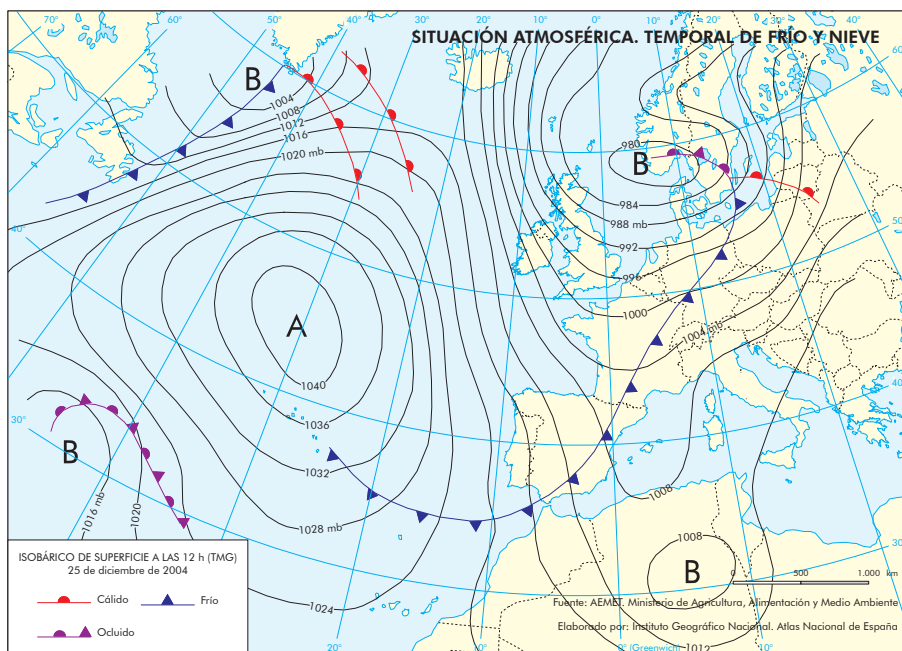 70°
60°
50°
40°
30°
20°
10°
0°
10°
20°
30°
40°
SITUACIÓN ATMOSFÉRICA. TEMPORAL DE FRÍO Y NIEVE
B
1004
1008
1012
1016
1020 mb
980
B
984
988 mb
992
996
50°
40°
1000
1004 mb
A
1040
40°
30°
1036
B
1032
1008
1016 mb
1020
1028 mb
30°
1008
B
1024
ISOBÁRICO DE SUPERFICIE A LAS 12 h (TMG)
25 de diciembre de 2004
Cálido
Frío
Ocluido
0 500 1.000 km
Fuente: AEMET. Ministerio de Agricultura, Alimentación y Medio Ambiente
Elaborado por: Instituto Geográfico Nacional. Atlas Nacional de España
20°
10°
0° (Greenwich)
1012
10°